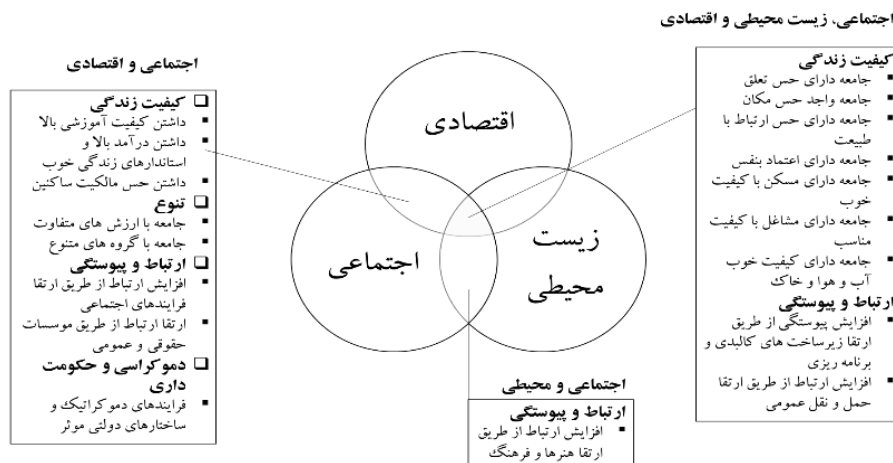 اجتماعی، زیست محیطی و اقتصادی
کیفیت زندگی
▪ جامعه دارای حس تعلق
▪ جامعه واجد حس مکان
▪ جامعه دارای حس ارتباط با
طبیعت
▪ جامعه دارای اعتماد بنفس
▪ جامعه دارای مسکن با کیفیت
خوب
▪ جامعه دارای مشاغل با کیفیت
مناسب
▪ جامعه دارای کیفیت خوب
آب و هوا و خاک
ارتباط و پیوستگی
▪ افزایش پیوستگی از طریق
ارتقا زیرساخت های کالبدی و
برنامه ریزی
▪ افزایش ارتباط از طریق ارتقا
حمل و نقل عمومی
اقتصادی
زیست
محیطی
اجتماعی
اجتماعی و محیطی
ارتباط و پیوستگی
▪ افزایش ارتباط از طریق
ارتقا هنرها و فرهنگ
اجتماعی و اقتصادی
❑ کیفیت زندگی
▪ داشتن کیفیت آموزشی بالا
▪ داشتن درآمد بالا و
استاندارهای زندگی خوب
▪ داشتن حس مالکیت ساکنین
❑ تنوع
▪ جامعه با ارزش های متفاوت
▪ جامعه با گروه های متنوع
❑ ارتباط و پیوستگی
▪ افزایش ارتباط از طریق ارتقا
فرایندهای اجتماعی
▪ ارتقا ارتباط از طریق موسسات
حقوقی و عمومی
❑ دموکراسی و حکومت
داری
▪ فرایندهای دموکراتیک و
ساختارهای دولتی موثر